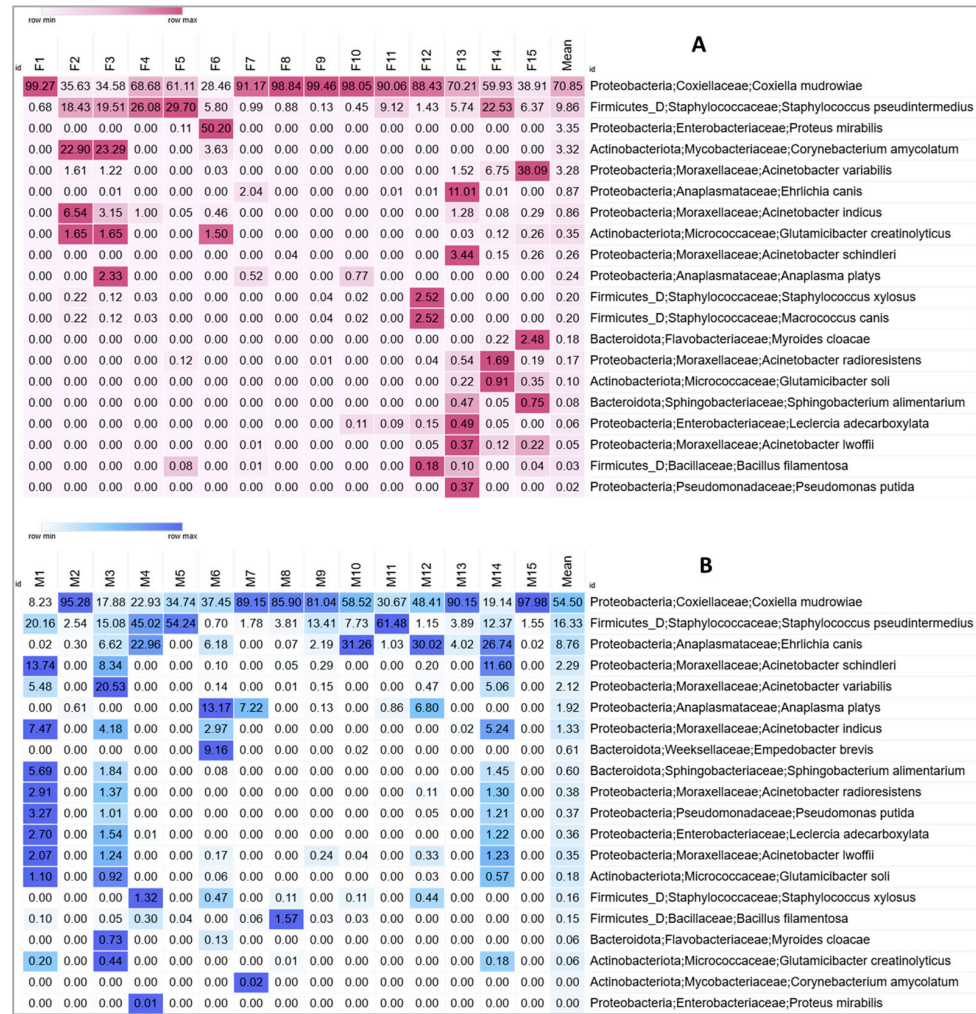 row min row max
A
id F1 F2 F3 F4 F5 F6 F7 F8 F9 F10 F11 F12 F13 F14 F15 Mean id
99.27 35.63 34.58 68.68 61.11 28.46 91.17 98.84 99.46 98.05 90.06 88.43 70.21 59.93 38.91 70.85 Proteobacteria;Coxiellaceae;Coxiella mudrowiae
0.68 18.43 19.51 26.08 29.70 5.80 0.99 0.88 0.13 0.45 9.12 1.43 5.74 22.53 6.37 9.86 Firmicutes_D;Staphylococcaceae;Staphylococcus pseudintermedius
0.00 0.00 0.00 0.00 0.11 50.20 0.00 0.00 0.00 0.00 0.00 0.00 0.00 0.00 0.00 3.35 Proteobacteria;Enterobacteriaceae;Proteus mirabilis
0.00 22.90 23.29 0.00 0.00 3.63 0.00 0.00 0.00 0.00 0.00 0.00 0.00 0.00 0.00 3.32 Actinobacteriota;Mycobacteriaceae;Corynebacterium amycolatum
0.00 1.61 1.22 0.00 0.00 0.03 0.00 0.00 0.00 0.00 0.00 0.00 1.52 6.75 38.09 3.28 Proteobacteria;Moraxellaceae;Acinetobacter variabilis
0.00 0.00 0.01 0.00 0.00 0.00 2.04 0.00 0.00 0.00 0.01 0.01 11.01 0.01 0.00 0.87 Proteobacteria;Anaplasmataceae;Ehrlichia canis
0.00 6.54 3.15 1.00 0.05 0.46 0.00 0.00 0.00 0.00 0.00 0.00 1.28 0.08 0.29 0.86 Proteobacteria;Moraxellaceae;Acinetobacter indicus
0.00 1.65 1.65 0.00 0.00 1.50 0.00 0.00 0.00 0.00 0.00 0.00 0.03 0.12 0.26 0.35 Actinobacteriota;Micrococcaceae;Glutamicibacter creatinolyticus
0.00 0.00 0.00 0.00 0.00 0.00 0.00 0.04 0.00 0.00 0.00 0.00 3.44 0.15 0.26 0.26 Proteobacteria;Moraxellaceae;Acinetobacter schindleri
0.00 0.00 2.33 0.00 0.00 0.00 0.52 0.00 0.00 0.77 0.00 0.00 0.00 0.00 0.00 0.24 Proteobacteria;Anaplasmataceae;Anaplasma platys
0.00 0.22 0.12 0.03 0.00 0.00 0.00 0.00 0.04 0.02 0.00 2.52 0.00 0.00 0.00 0.20 Firmicutes_D;Staphylococcaceae;Staphylococcus xylosus
0.00 0.22 0.12 0.03 0.00 0.00 0.00 0.00 0.04 0.02 0.00 2.52 0.00 0.00 0.00 0.20 Firmicutes_D;Staphylococcaceae;Macrococcus canis
0.00 0.00 0.00 0.00 0.00 0.00 0.00 0.00 0.00 0.00 0.00 0.00 0.00 0.22 2.48 0.18 Bacteroidota;Flavobacteriaceae;Myroides cloacae
0.00 0.00 0.00 0.00 0.12 0.00 0.00 0.00 0.01 0.00 0.00 0.04 0.54 1.69 0.19 0.17 Proteobacteria;Moraxellaceae;Acinetobacter radioresistens
0.00 0.00 0.00 0.00 0.00 0.00 0.00 0.00 0.00 0.00 0.00 0.00 0.22 0.91 0.35 0.10 Actinobacteriota;Micrococcaceae;Glutamicibacter soli
0.00 0.00 0.00 0.00 0.00 0.00 0.00 0.00 0.00 0.00 0.00 0.00 0.47 0.05 0.75 0.08 Bacteroidota;Sphingobacteriaceae;Sphingobacterium alimentarium
0.00 0.00 0.00 0.00 0.00 0.00 0.00 0.00 0.00 0.11 0.09 0.15 0.49 0.05 0.00 0.06 Proteobacteria;Enterobacteriaceae;Leclercia adecarboxylata
0.00 0.00 0.00 0.00 0.00 0.00 0.01 0.00 0.00 0.00 0.00 0.05 0.37 0.12 0.22 0.05 Proteobacteria;Moraxellaceae;Acinetobacter lwoffii
0.00 0.00 0.00 0.00 0.08 0.00 0.01 0.00 0.00 0.00 0.00 0.18 0.10 0.00 0.04 0.03 Firmicutes_D;Bacillaceae;Bacillus filamentosa
0.00 0.00 0.00 0.00 0.00 0.00 0.00 0.00 0.00 0.00 0.00 0.00 0.37 0.00 0.00 0.02 Proteobacteria;Pseudomonadaceae;Pseudomonas putida
row min row max
B
id M1 M2 M3 M4 M5 M6 M7 M8 M9 M10 M11 M12 M13 M14 M15 Mean id
8.23 95.28 17.88 22.93 34.74 37.45 89.15 85.90 81.04 58.52 30.67 48.41 90.15 19.14 97.98 54.50 Proteobacteria;Coxiellaceae;Coxiella mudrowiae
20.16 2.54 15.08 45.02 54.24 0.70 1.78 3.81 13.41 7.73 61.48 1.15 3.89 12.37 1.55 16.33 Firmicutes_D;Staphylococcaceae;Staphylococcus pseudintermedius
0.02 0.30 6.62 22.96 0.00 6.18 0.00 0.07 2.19 31.26 1.03 30.02 4.02 26.74 0.02 8.76 Proteobacteria;Anaplasmataceae;Ehrlichia canis
13.74 0.00 8.34 0.00 0.00 0.10 0.00 0.05 0.29 0.00 0.00 0.20 0.00 11.60 0.00 2.29 Proteobacteria;Moraxellaceae;Acinetobacter schindleri
5.48 0.00 20.53 0.00 0.00 0.14 0.00 0.01 0.15 0.00 0.00 0.47 0.00 5.06 0.00 2.12 Proteobacteria;Moraxellaceae;Acinetobacter variabilis
0.00 0.61 0.00 0.00 0.00 13.17 7.22 0.00 0.13 0.00 0.86 6.80 0.00 0.00 0.00 1.92 Proteobacteria;Anaplasmataceae;Anaplasma platys
7.47 0.00 4.18 0.00 0.00 2.97 0.00 0.00 0.00 0.00 0.00 0.00 0.02 5.24 0.00 1.33 Proteobacteria;Moraxellaceae;Acinetobacter indicus
0.00 0.00 0.00 0.00 0.00 9.16 0.00 0.00 0.00 0.02 0.00 0.00 0.00 0.00 0.00 0.61 Bacteroidota;Weeksellaceae;Empedobacter brevis
5.69 0.00 1.84 0.00 0.00 0.08 0.00 0.00 0.00 0.00 0.00 0.00 0.00 1.45 0.00 0.60 Bacteroidota;Sphingobacteriaceae;Sphingobacterium alimentarium
2.91 0.00 1.37 0.00 0.00 0.00 0.00 0.00 0.00 0.00 0.00 0.11 0.00 1.30 0.00 0.38 Proteobacteria;Moraxellaceae;Acinetobacter radioresistens
3.27 0.00 1.01 0.00 0.00 0.00 0.00 0.00 0.00 0.00 0.00 0.05 0.00 1.21 0.00 0.37 Proteobacteria;Pseudomonadaceae;Pseudomonas putida
2.70 0.00 1.54 0.01 0.00 0.00 0.00 0.00 0.00 0.00 0.00 0.00 0.00 1.22 0.00 0.36 Proteobacteria;Enterobacteriaceae;Leclercia adecarboxylata
2.07 0.00 1.24 0.00 0.00 0.17 0.00 0.00 0.24 0.04 0.00 0.33 0.00 1.23 0.00 0.35 Proteobacteria;Moraxellaceae;Acinetobacter lwoffii
1.10 0.00 0.92 0.00 0.00 0.06 0.00 0.00 0.00 0.00 0.00 0.00 0.00 0.57 0.00 0.18 Actinobacteriota;Micrococcaceae;Glutamicibacter soli
0.00 0.00 0.00 1.32 0.00 0.47 0.00 0.11 0.00 0.11 0.00 0.44 0.00 0.00 0.00 0.16 Firmicutes_D;Staphylococcaceae;Staphylococcus xylosus
0.10 0.00 0.05 0.30 0.04 0.00 0.06 1.57 0.03 0.03 0.00 0.00 0.00 0.00 0.00 0.15 Firmicutes_D;Bacillaceae;Bacillus filamentosa
0.00 0.00 0.73 0.00 0.00 0.13 0.00 0.00 0.00 0.00 0.00 0.00 0.00 0.00 0.00 0.06 Bacteroidota;Flavobacteriaceae;Myroides cloacae
0.20 0.00 0.44 0.00 0.00 0.00 0.00 0.01 0.00 0.00 0.00 0.00 0.00 0.18 0.00 0.06 Actinobacteriota;Micrococcaceae;Glutamicibacter creatinolyticus
0.00 0.00 0.00 0.00 0.00 0.00 0.02 0.00 0.00 0.00 0.00 0.00 0.00 0.00 0.00 0.00 Actinobacteriota;Mycobacteriaceae;Corynebacterium amycolatum
0.00 0.00 0.00 0.01 0.00 0.00 0.00 0.00 0.00 0.00 0.00 0.00 0.00 0.00 0.00 0.00 Proteobacteria;Enterobacteriaceae;Proteus mirabilis